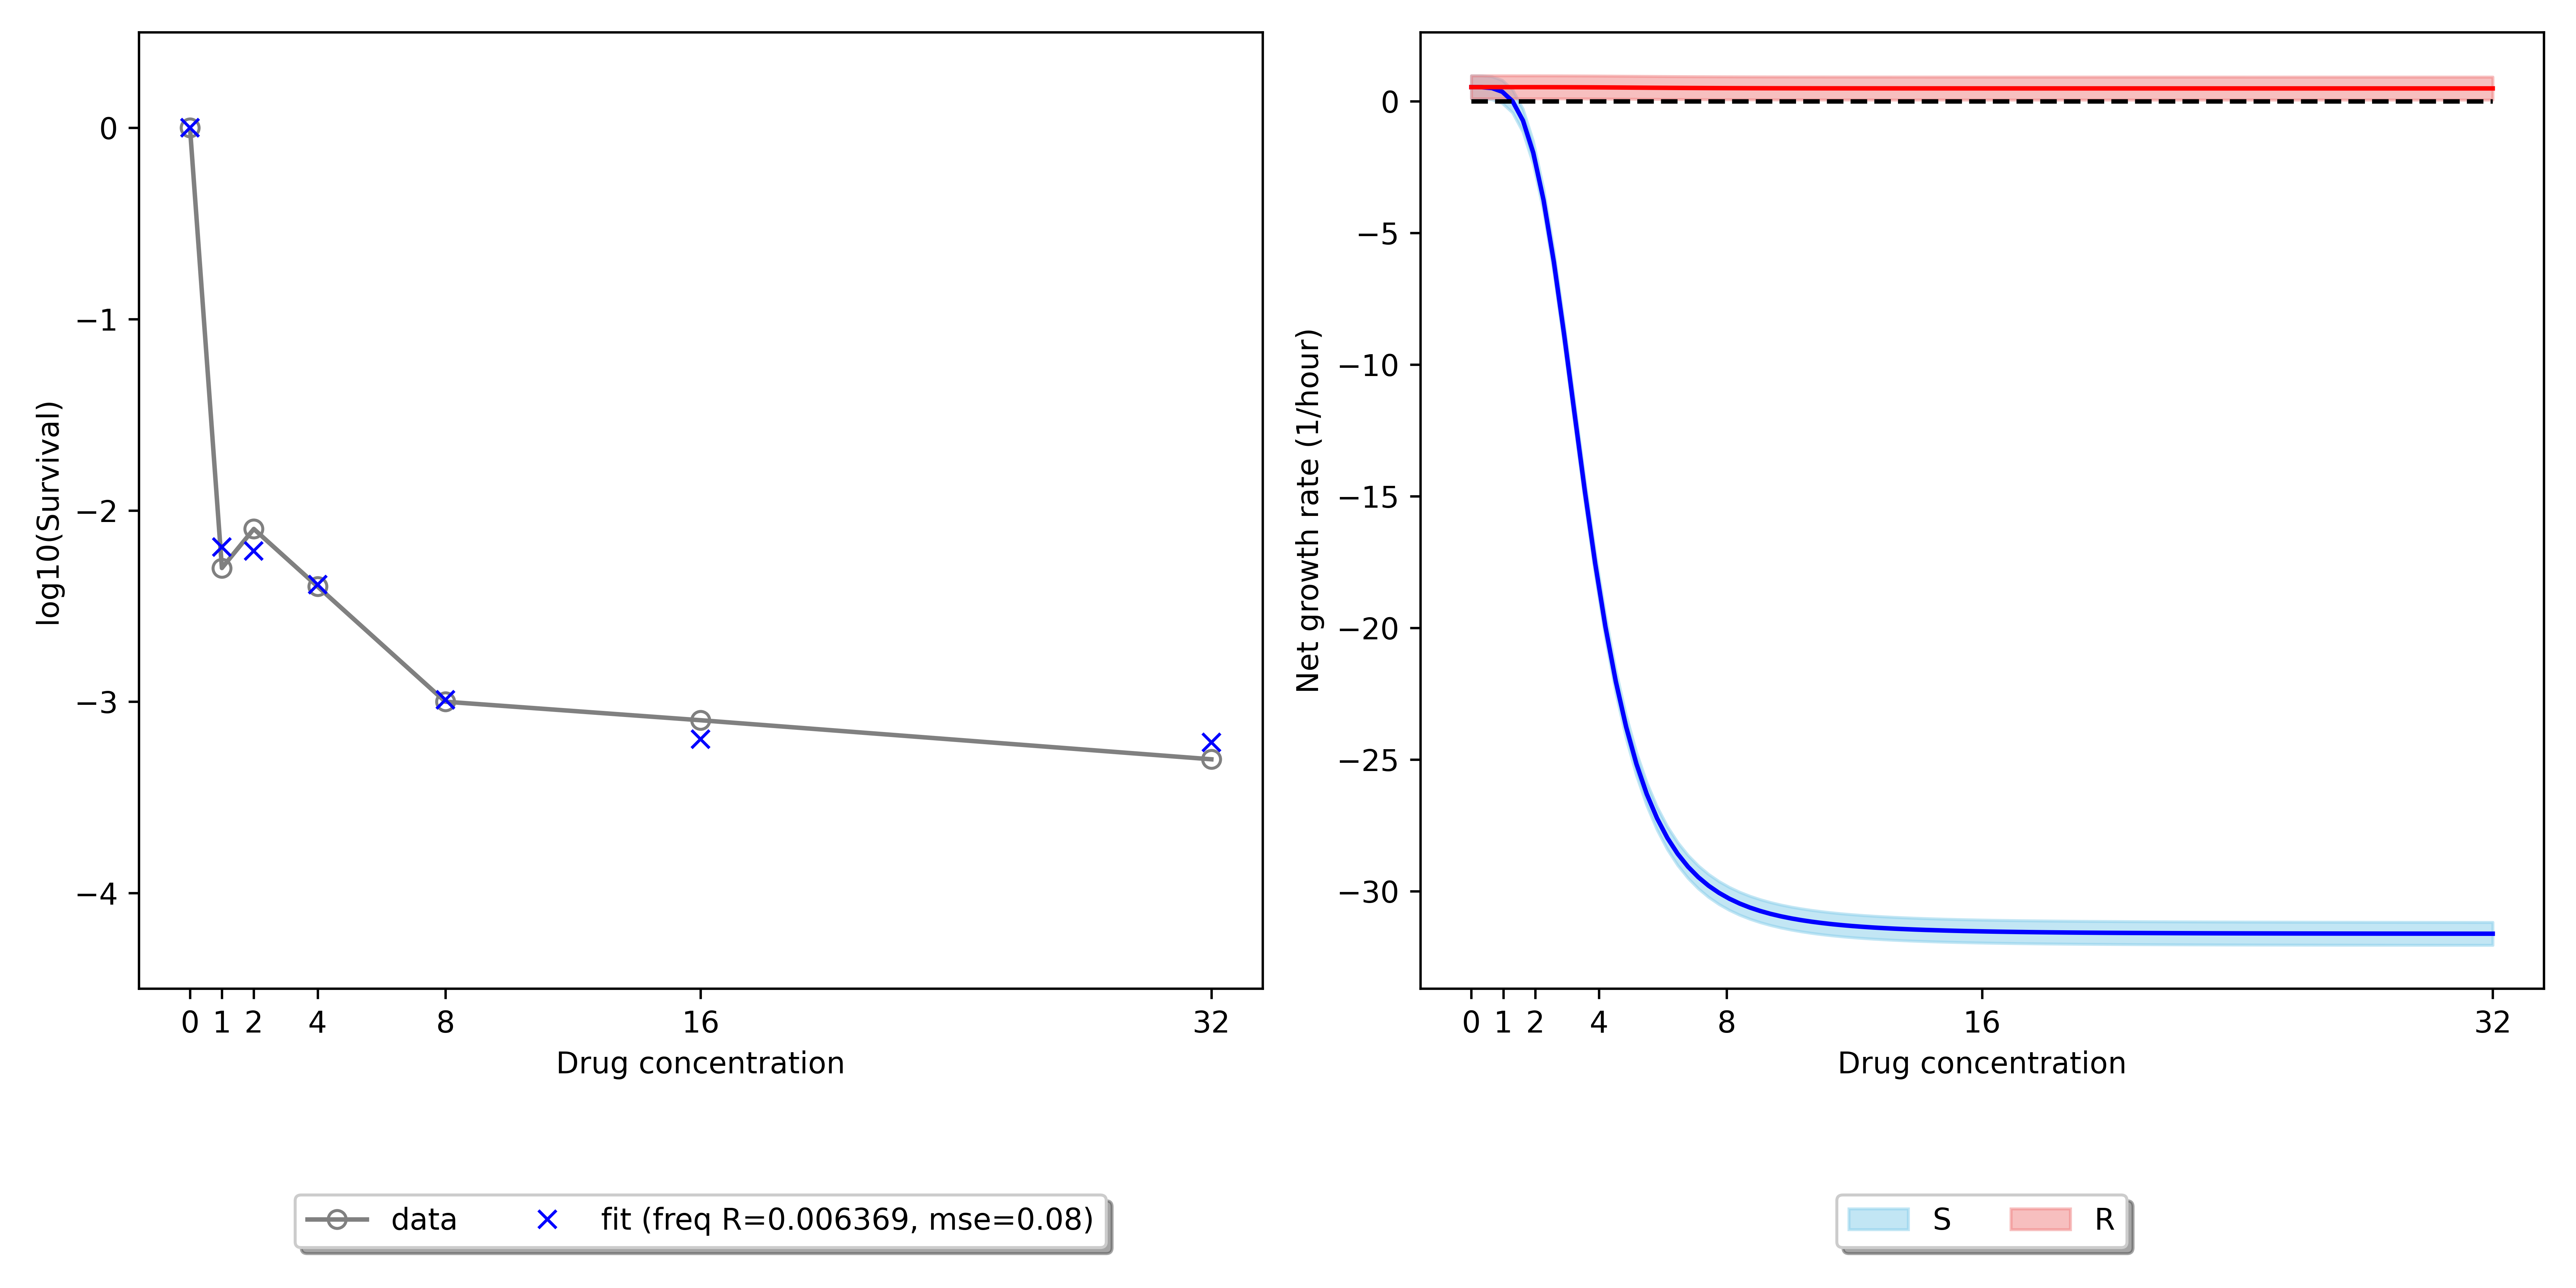 log10(Survival)
0
−1
−2
−3
−4
0 1 2 4 8 16 32
Drug concentration
data fit (freq R=0.006369, mse=0.08)
Net growth rate (1/hour)
0
−5
−10
−15
−20
−25
−30
0 1 2 4 8 16 32
Drug concentration
S R